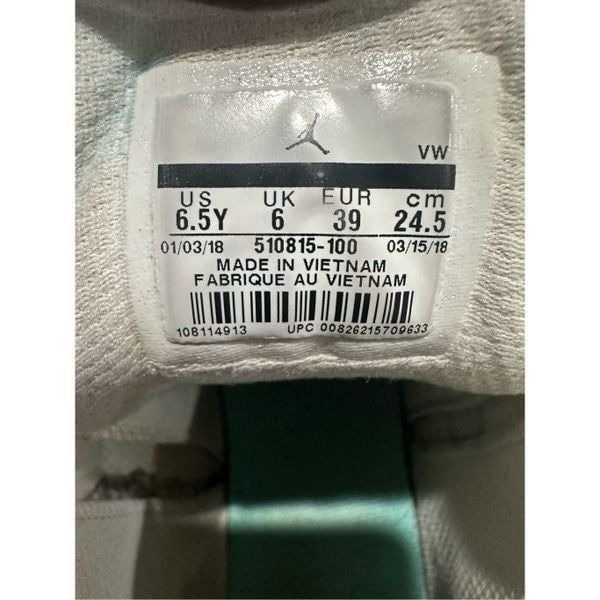 VW
US UK EUR cm
6.5Y 6 39 24.5
01/03/18 510815-100 03/15/18
MADE IN VIETNAM
FABRIQUE AU VIETNAM
108114913 UPC 00826215709633